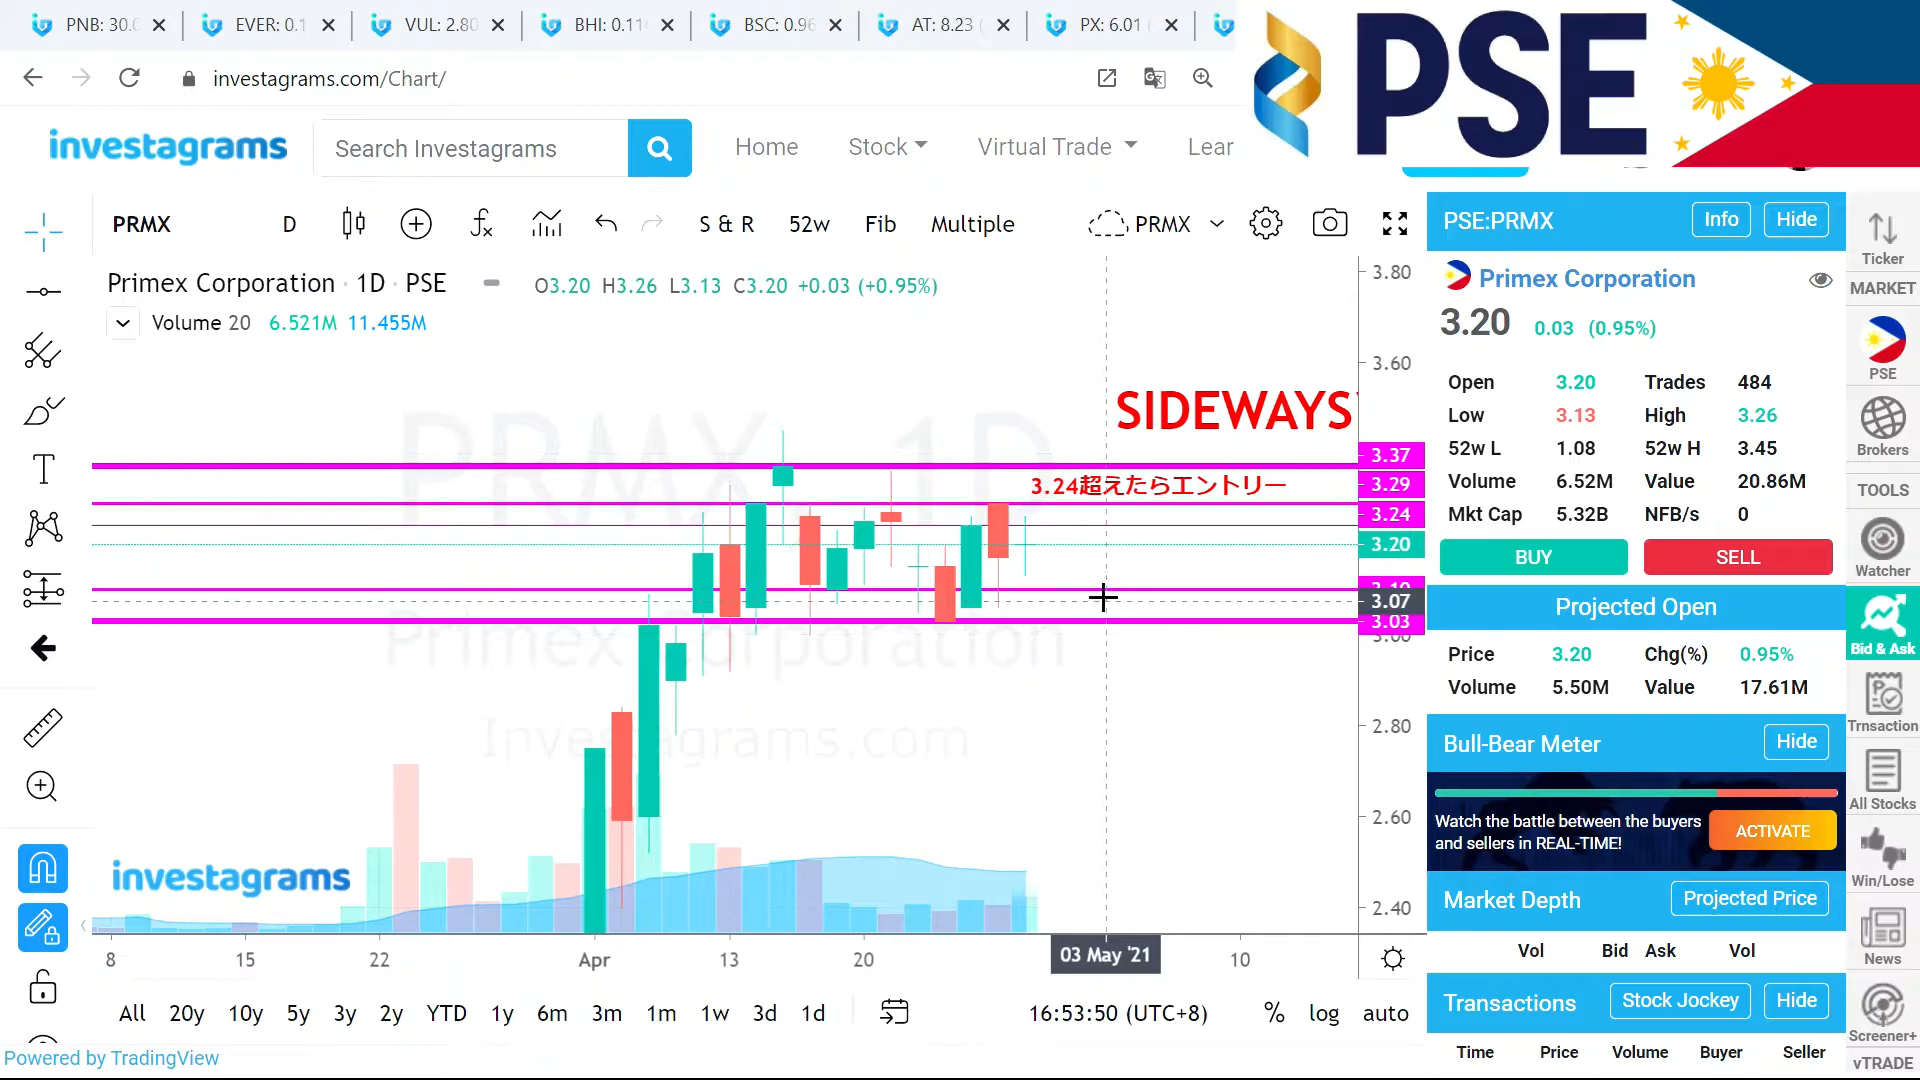 PNB: 30.0
EVER: 0.1
VUL: 2.80
BHI: 0.11
BSC: 0.96
AT: 8.23
PX: 6.01
PSE
investagrams.com/Chart/
investagrams
Search Investagrams
Home
Stock
Virtual Trade
Lear
PRMX
D
S & R
52w
Fib
Multiple
PRMX
Primex Corporation · 1D · PSE
O3.20 H3.26 L3.13 C3.20 +0.03 (+0.95%)
Volume 20 6.521M 11.455M
PRMX, 1D
Primex Corporation
Investagrams.com
SIDEWAYS
3.24超えたらエントリー
3.80
3.60
3.37
3.29
3.24
3.20
3.10
3.07
3.03
3.00
2.80
2.60
2.40
investagrams
8
15
22
Apr
13
20
03 May '21
10
All
20y
10y
5y
3y
2y
YTD
1y
6m
3m
1m
1w
3d
1d
16:53:50 (UTC+8)
%
log
auto
Powered by TradingView
PSE:PRMX
Info
Hide
Primex Corporation
3.20 0.03 (0.95%)
Open 3.20 Trades 484
Low 3.13 High 3.26
52w L 1.08 52w H 3.45
Volume 6.52M Value 20.86M
Mkt Cap 5.32B NFB/s 0
BUY
SELL
Projected Open
Price 3.20 Chg(%) 0.95%
Volume 5.50M Value 17.61M
Bull-Bear Meter
Hide
Watch the battle between the buyers
and sellers in REAL-TIME!
ACTIVATE
Market Depth
Projected Price
Vol Bid Ask Vol
Transactions
Stock Jockey
Hide
Time Price Volume Buyer Seller
Ticker
MARKET
PSE
Brokers
TOOLS
Watcher
Bid & Ask
Trnsaction
All Stocks
Win/Lose
News
Screener+
vTRADE